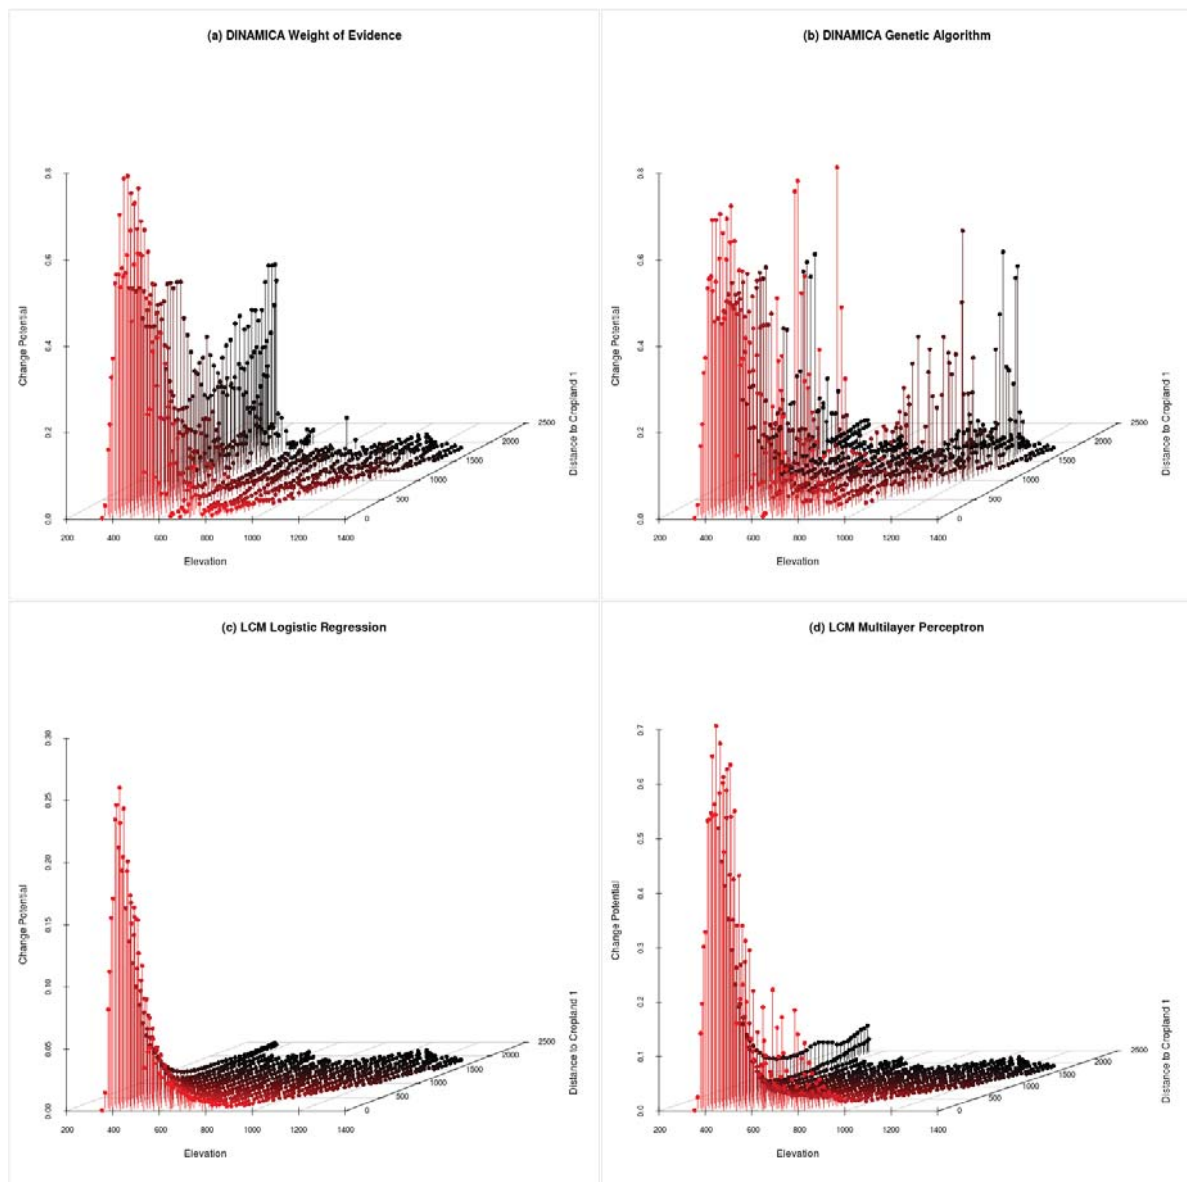 (a) DINAMICA Weight of Evidence
Change Potential
0.0
0.2
0.4
0.6
0.8
200 400 600 800 1000 1200 1400
Elevation
0
500
1000
1500
2000
2500
Distance to Cropland 1
(b) DINAMICA Genetic Algorithm
Change Potential
0.0
0.2
0.4
0.6
0.8
200 400 600 800 1000 1200 1400
Elevation
0
500
1000
1500
2000
2500
Distance to Cropland 1
(c) LCM Logistic Regression
Change Potential
0.00
0.05
0.10
0.15
0.20
0.25
0.30
200 400 600 800 1000 1200 1400
Elevation
0
500
1000
1500
2000
2500
Distance to Cropland 1
(d) LCM Multilayer Perceptron
Change Potential
0.0
0.1
0.2
0.3
0.4
0.5
0.6
0.7
200 400 600 800 1000 1200 1400
Elevation
0
500
1000
1500
2000
2500
Distance to Cropland 1